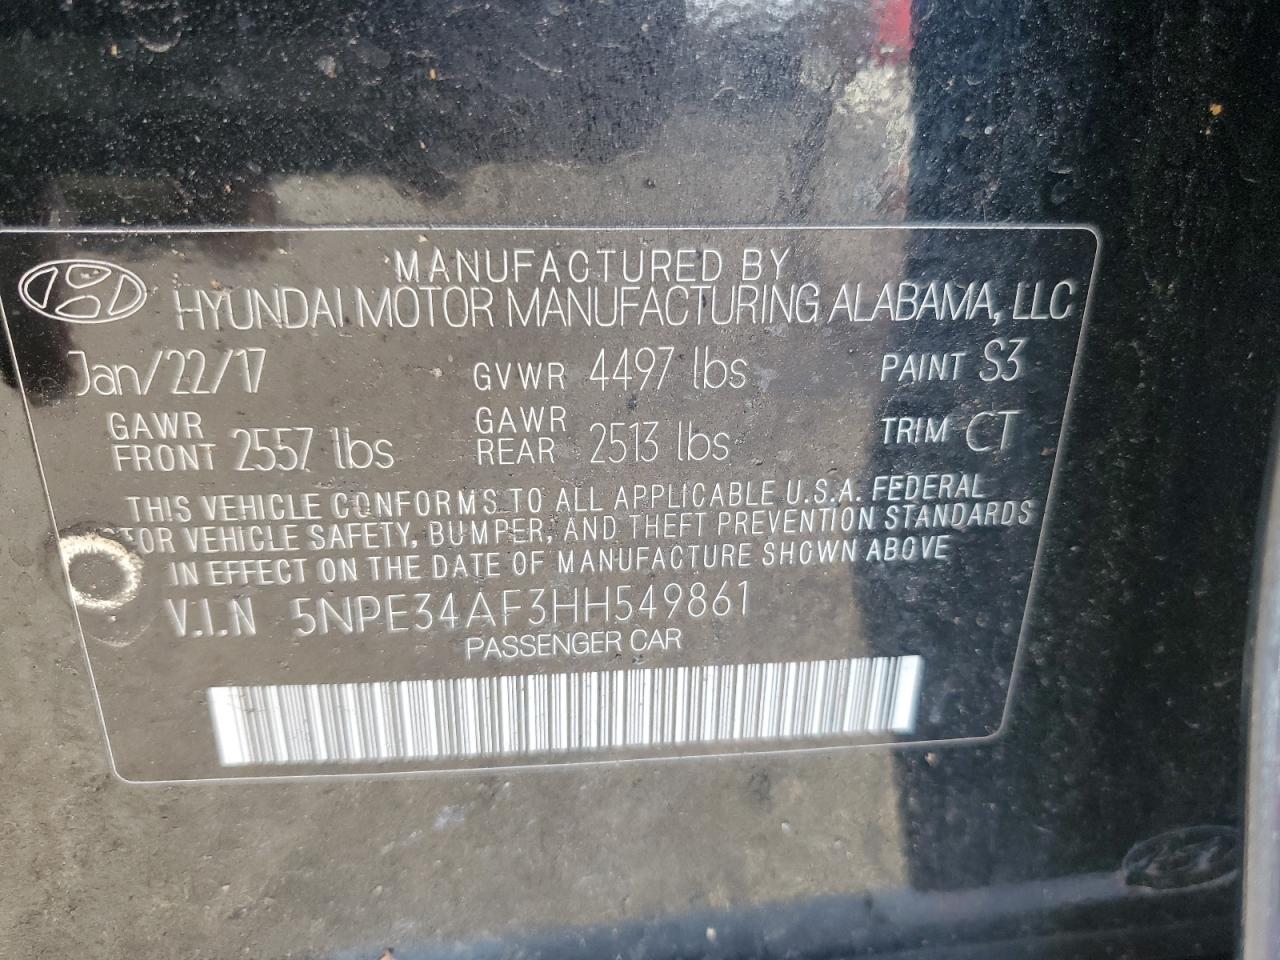 MANUFACTURED BY
HYUNDAI MOTOR MANUFACTURING ALABAMA, LLC
Jan/22/17 GVWR 4497 lbs PAINT S3
GAWR FRONT 2557 lbs GAWR REAR 2513 lbs TRIM CT
THIS VEHICLE CONFORMS TO ALL APPLICABLE U.S.A. FEDERAL
FOR VEHICLE SAFETY, BUMPER, AND THEFT PREVENTION STANDARDS
IN EFFECT ON THE DATE OF MANUFACTURE SHOWN ABOVE
V.I.N 5NPE34AF3HH549861
PASSENGER CAR